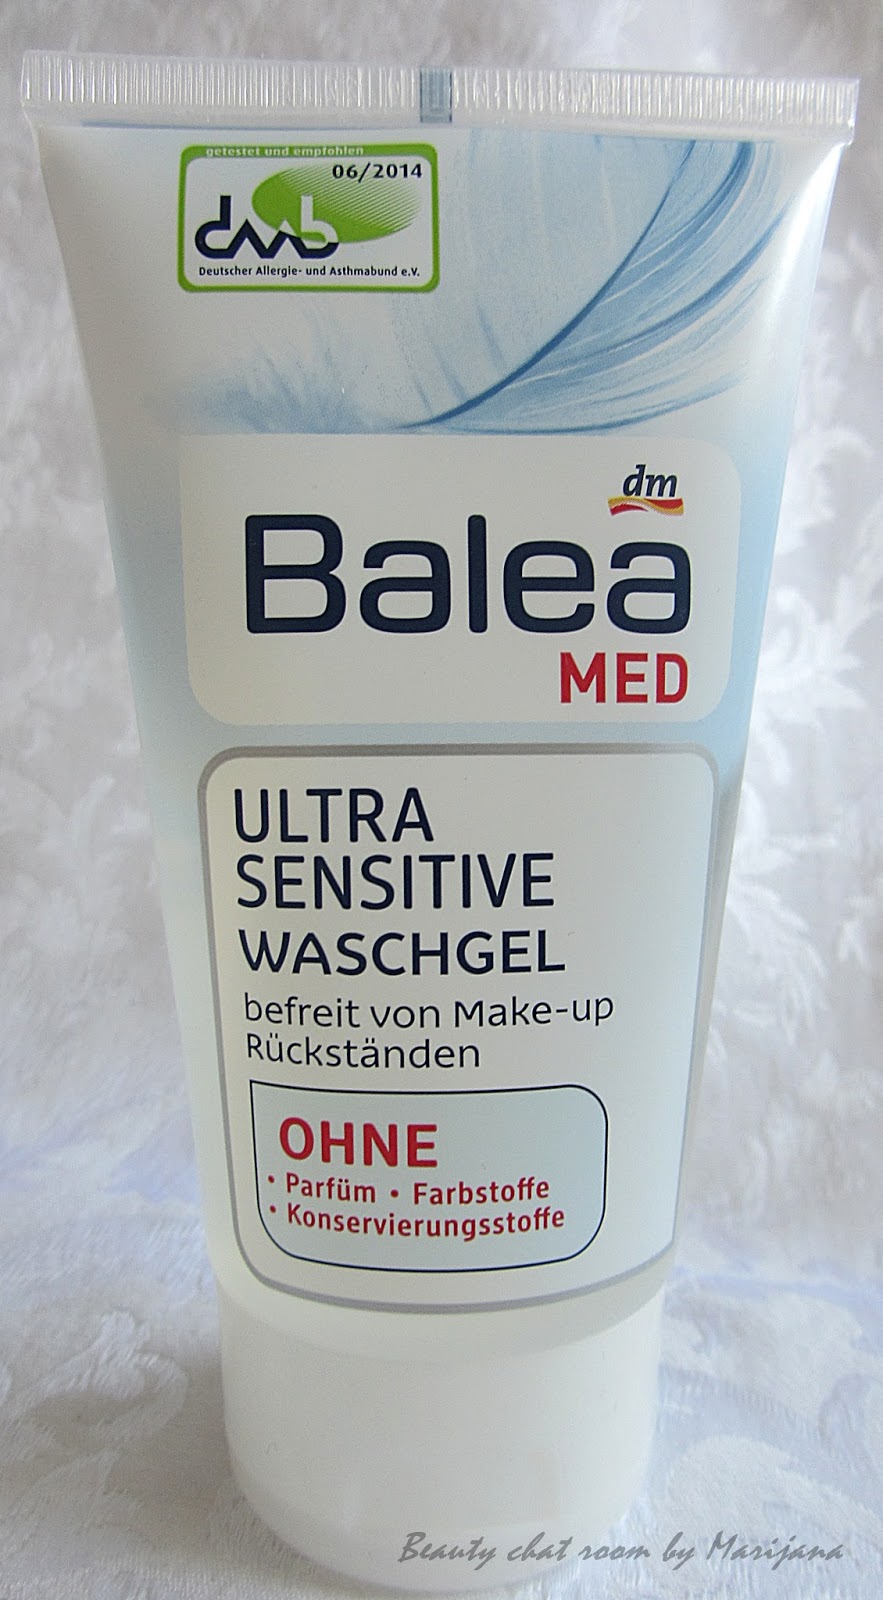 getestet und empfohlen
06/2014
daab
Deutscher Allergie- und Asthmabund e.V.
dm
Balea
MED
ULTRA
SENSITIVE
WASCHGEL
befreit von Make-up
Rückständen
OHNE
• Parfüm • Farbstoffe
• Konservierungsstoffe
Beauty chat room by Marijana